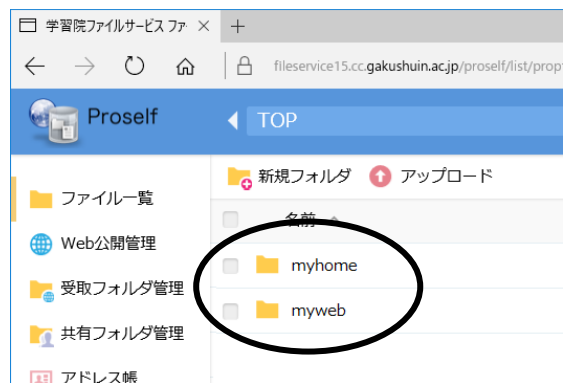 学習院ファイルサービス ファ
fileservice15.cc.gakushuin.ac.jp/proself/list/prop
Proself
TOP
新規フォルダ アップロード
ファイル一覧
名前
Web公開管理
myhome
受取フォルダ管理
myweb
共有フォルダ管理
アドレス帳